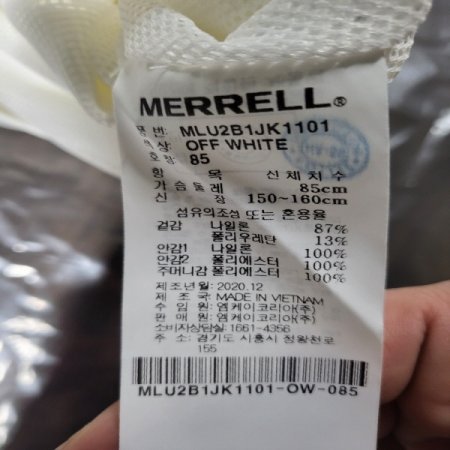 MERRELL®
품 번 MLU2B1JK1101
색 상 OFF WHITE
호 칭 85
항 목 신 체 치 수
가 슴 둘 레 85cm
신 장 150~160cm
섬유의조성 또는 혼용율
겉감 나일론 87%
폴리우레탄 13%
안감1 나일론 100%
안감2 폴리에스터 100%
주머니감 폴리에스터 100%
제조년월 2020.12
제 조 국: MADE IN VIETNAM
수 입 원: 엠케이코리아(주)
판 매 원: 엠케이코리아(주)
소비자상담실: 1661-4356
주 소: 경기도 시흥시 정왕천로
155
MLU2B1JK1101-OW-085